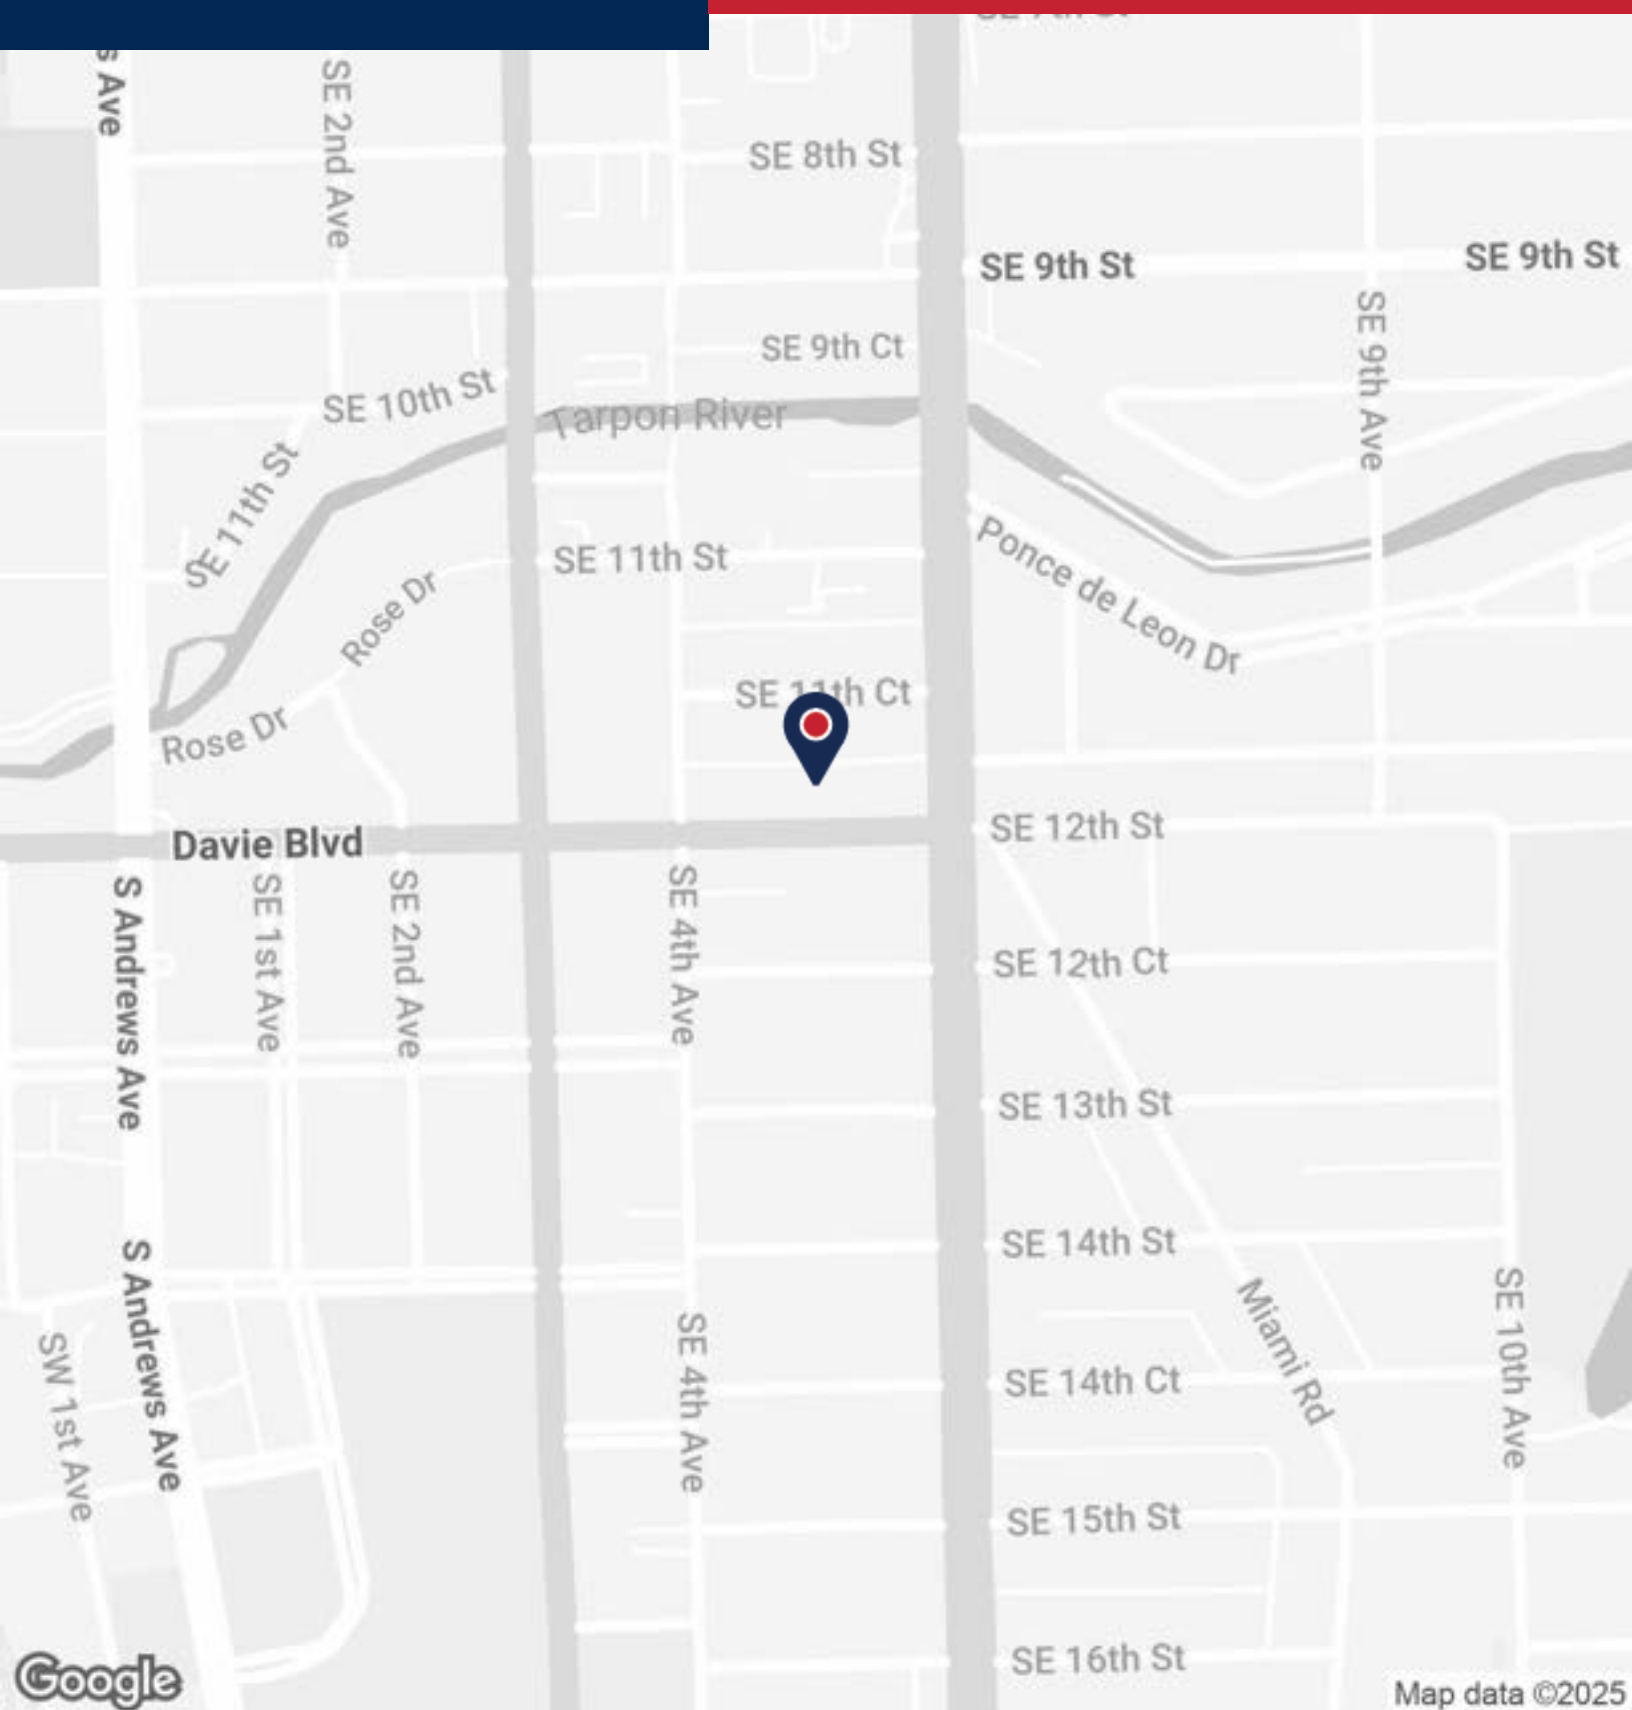 s Ave
SE 2nd Ave
SE 8th St
SE 9th St
SE 9th St
SE 9th Ct
SE 9th Ave
SE 10th St
Tarpon River
SE 11th St
SE 11th St
Ponce de Leon Dr
Rose Dr
SE 11th Ct
Rose Dr
SE 12th St
Davie Blvd
S Andrews Ave
SE 1st Ave
SE 2nd Ave
SE 4th Ave
SE 12th Ct
SE 13th St
SE 14th St
S Andrews Ave
SE 10th Ave
Miami Rd
SW 1st Ave
SE 4th Ave
SE 14th Ct
SE 15th St
SE 16th St
Google
Map data ©2025